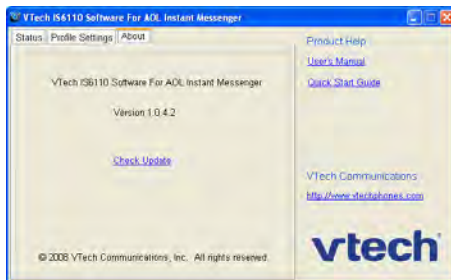 VTech IS6110 Software For AOL Instant Messenger
Status Profile Settings About
VTech IS6110 Software For AOL Instant Messenger
Version 1.0.4.2
Check Update
© 2008 VTech Communications, Inc. All rights reserved.
Product Help
User's Manual
Quick Start Guide
VTech Communications
http://www.vtechphones.com
vtech